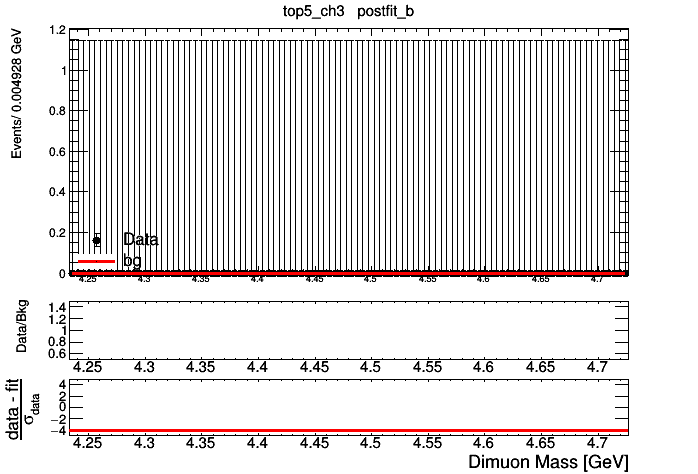 top5_ch3 postfit_b
Events/ 0.004928 GeV
1.2
1
0.8
0.6
0.4
0.2
0
Data
bg
4.25 4.3 4.35 4.4 4.45 4.5 4.55 4.6 4.65 4.7
Data/Bkg
1.4
1.2
1
0.8
0.6
4.25 4.3 4.35 4.4 4.45 4.5 4.55 4.6 4.65 4.7
data - fit
σdata
4
2
0
−2
−4
4.25 4.3 4.35 4.4 4.45 4.5 4.55 4.6 4.65 4.7
Dimuon Mass [GeV]